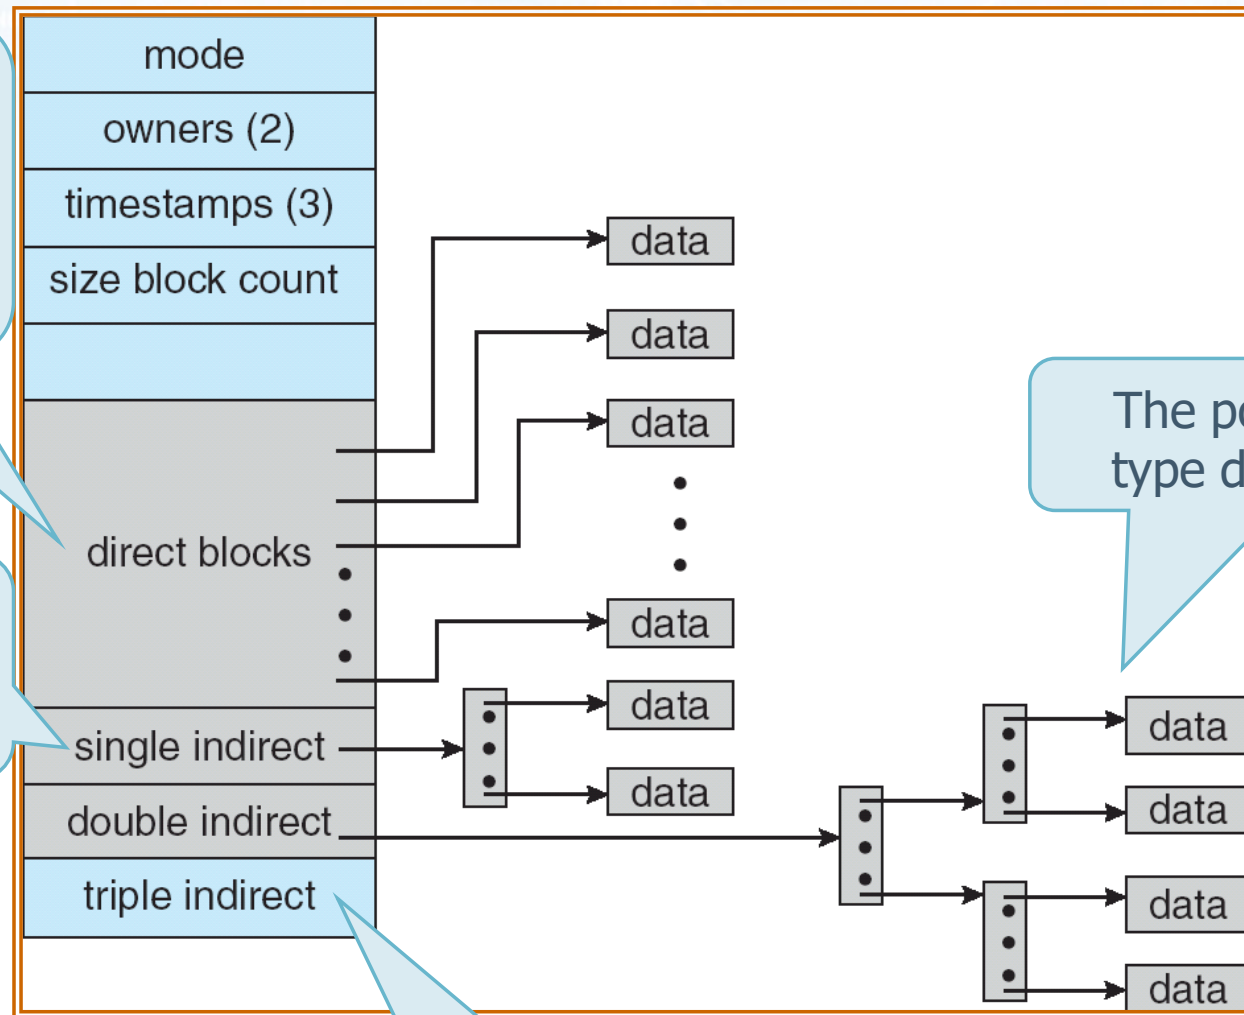 mode
owners (2)
timestamps (3)
size block count
direct blocks
single indirect
double indirect
triple indirect
data
data
data
data
data
data
The
type
data
data
data
data